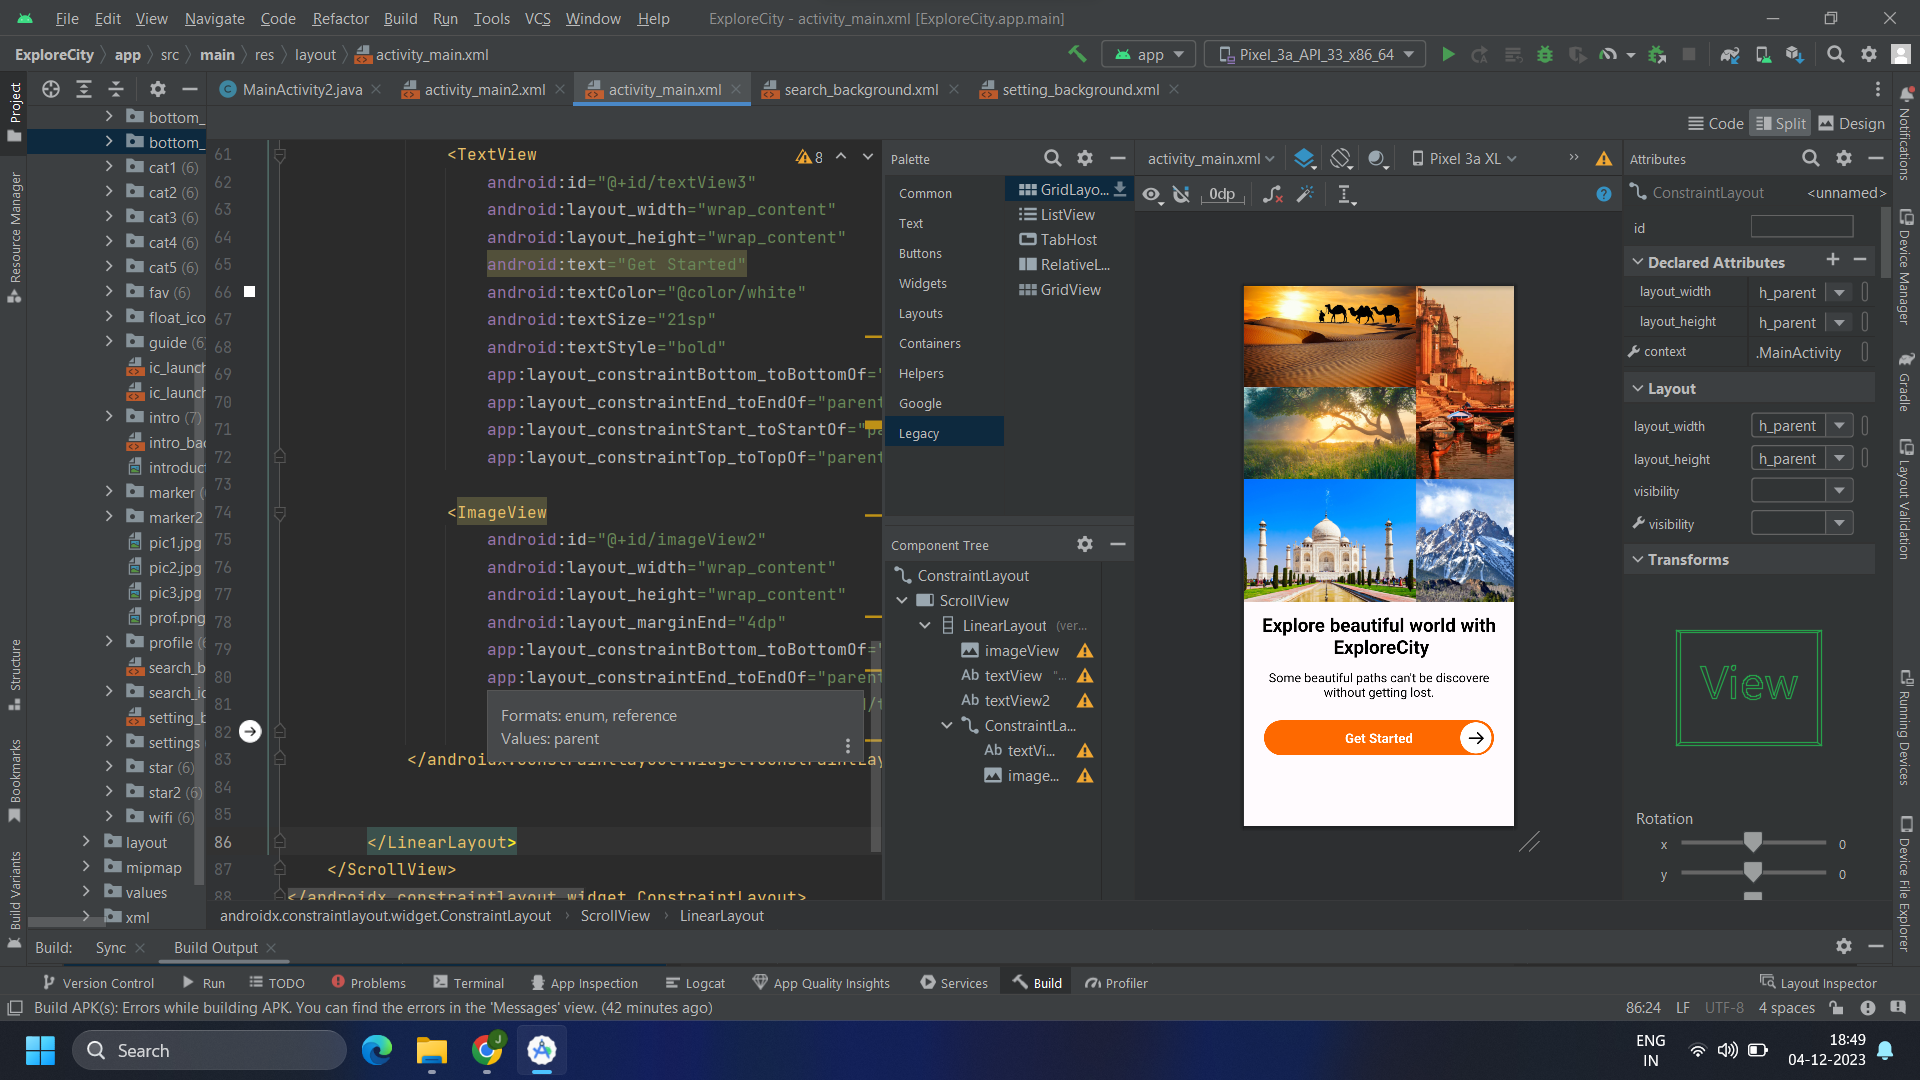 File Edit View Navigate Code Refactor Build Run Tools VCS Window Help ExploreCity - activity_main.xml [ExploreCity.app.main]
ExploreCity app src main res layout activity_main.xml app Pixel_3a_API_33_x86_64
MainActivity2.java activity_main2.xml activity_main.xml search_background.xml setting_background.xml
Code Split Design
Project
Resource Manager
Structure
Bookmarks
Build Variants
bottom_
bottom_
cat1 (6)
cat2 (6)
cat3 (6)
cat4 (6)
cat5 (6)
fav (6)
float_ico
guide (6
ic_launch
ic_launch
intro (7)
intro_bac
introduct
marker (
marker2
pic1.jpg
pic2.jpg
pic3.jpg
prof.png
profile (6
search_b
search_ic
setting_b
settings
star (6)
star2 (6)
wifi (6)
layout
mipmap
values
xml
8
61 <TextView
62 android:id="@+id/textView3"
63 android:layout_width="wrap_content"
64 android:layout_height="wrap_content"
65 android:text="Get Started"
66 android:textColor="@color/white"
67 android:textSize="21sp"
68 android:textStyle="bold"
69 app:layout_constraintBottom_toBottomOf="
70 app:layout_constraintEnd_toEndOf="parent
71 app:layout_constraintStart_toStartOf="pa
72 app:layout_constraintTop_toTopOf="parent
73
74 <ImageView
75 android:id="@+id/imageView2"
76 android:layout_width="wrap_content"
77 android:layout_height="wrap_content"
78 android:layout_marginEnd="4dp"
79 app:layout_constraintBottom_toBottomOf="
80 app:layout_constraintEnd_toEndOf="parent
81
82
Formats: enum, reference
Values: parent
83 </androidx.constraintlayout.widget.ConstraintLay
84
85
86 </LinearLayout>
87 </ScrollView>
88 </androidx.constraintlayout.widget.ConstraintLayout>
androidx.constraintlayout.widget.ConstraintLayout ScrollView LinearLayout
Palette
Common
Text
Buttons
Widgets
Layouts
Containers
Helpers
Google
Legacy
GridLayo...
ListView
TabHost
RelativeL...
GridView
Component Tree
ConstraintLayout
ScrollView
LinearLayout (ver...
imageView
Ab textView "...
Ab textView2
ConstraintLa...
Ab textVi...
image...
activity_main.xml Pixel 3a XL
0dp
Explore beautiful world with
ExploreCity
Some beautiful paths can't be discovere
without getting lost.
Get Started
Attributes
ConstraintLayout <unnamed>
id
Declared Attributes
layout_width h_parent
layout_height h_parent
context .MainActivity
Layout
layout_width h_parent
layout_height h_parent
visibility
visibility
Transforms
View
Rotation
x 0
y 0
Notifications
Device Manager
Gradle
Layout Validation
Running Devices
Device File Explorer
Build: Sync Build Output
Version Control Run TODO Problems Terminal App Inspection Logcat App Quality Insights Services Build Profiler Layout Inspector
Build APK(s): Errors while building APK. You can find the errors in the 'Messages' view. (42 minutes ago) 86:24 LF UTF-8 4 spaces
Search
J
ENG
IN
18:49
04-12-2023